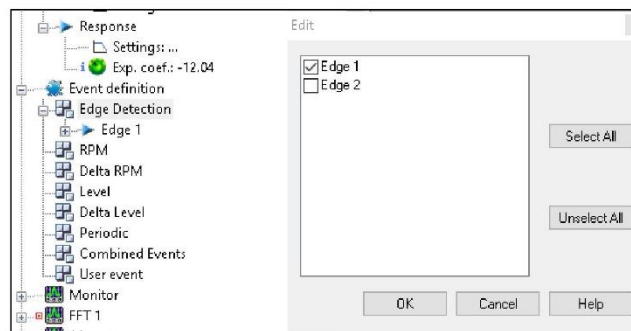 Response
Settings: ...
Exp. coef.: -12.04
Event definition
Edge Detection
Edge 1
RPM
Delta RPM
Level
Delta Level
Periodic
Combined Events
User event
Monitor
FFT 1
Edit
Edge 1
Edge 2
Select All
Unselect All
OK
Cancel
Help